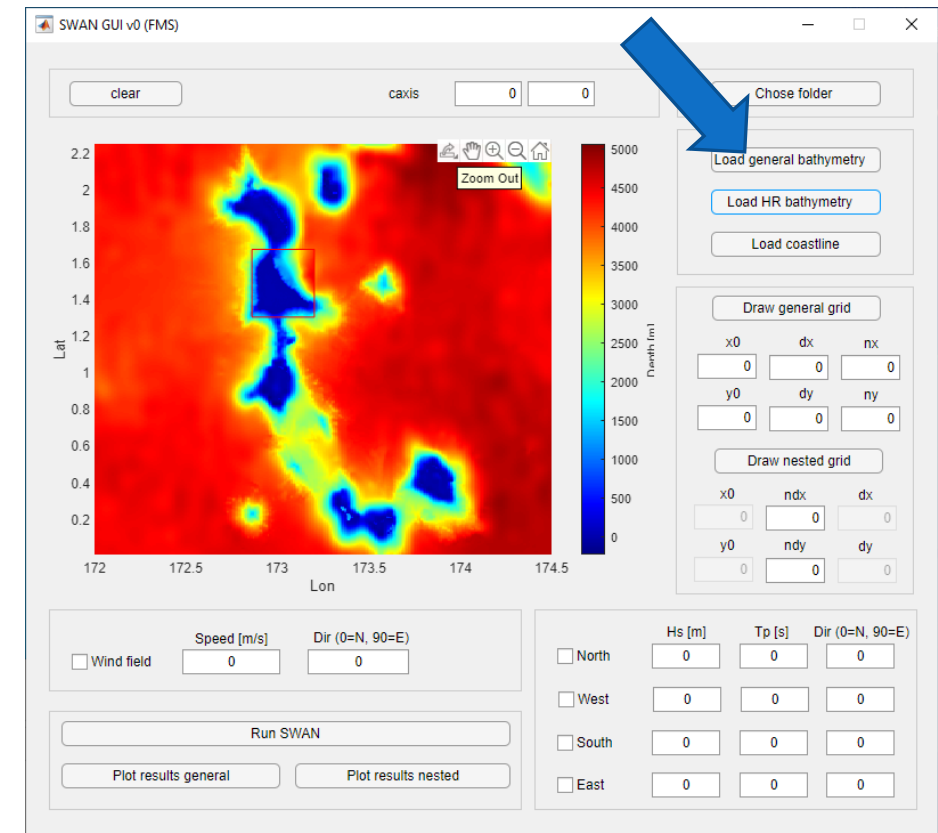 SWAN GUI v0 (FMS)
clear
caxis
0 0
Chose folder
Load general bathymetry
Load HR bathymetry
Load coastline
Zoom Out
2.2
2
1.8
1.6
1.4
1.2
1
0.8
0.6
0.4
0.2
Lat
172 172.5 173 173.5 174 174.5
Lon
5000
4500
4000
3500
3000
2500
2000
1500
1000
500
0
Depth [m]
Draw general grid
x0 dx nx
0 0 0
y0 dy ny
0 0 0
Draw nested grid
x0 ndx dx
0 0 0
y0 ndy dy
0 0 0
Speed [m/s] Dir (0=N, 90=E)
Wind field 0 0
Run SWAN
Plot results general Plot results nested
Hs [m] Tp [s] Dir (0=N, 90=E)
North 0 0 0
West 0 0 0
South 0 0 0
East 0 0 0